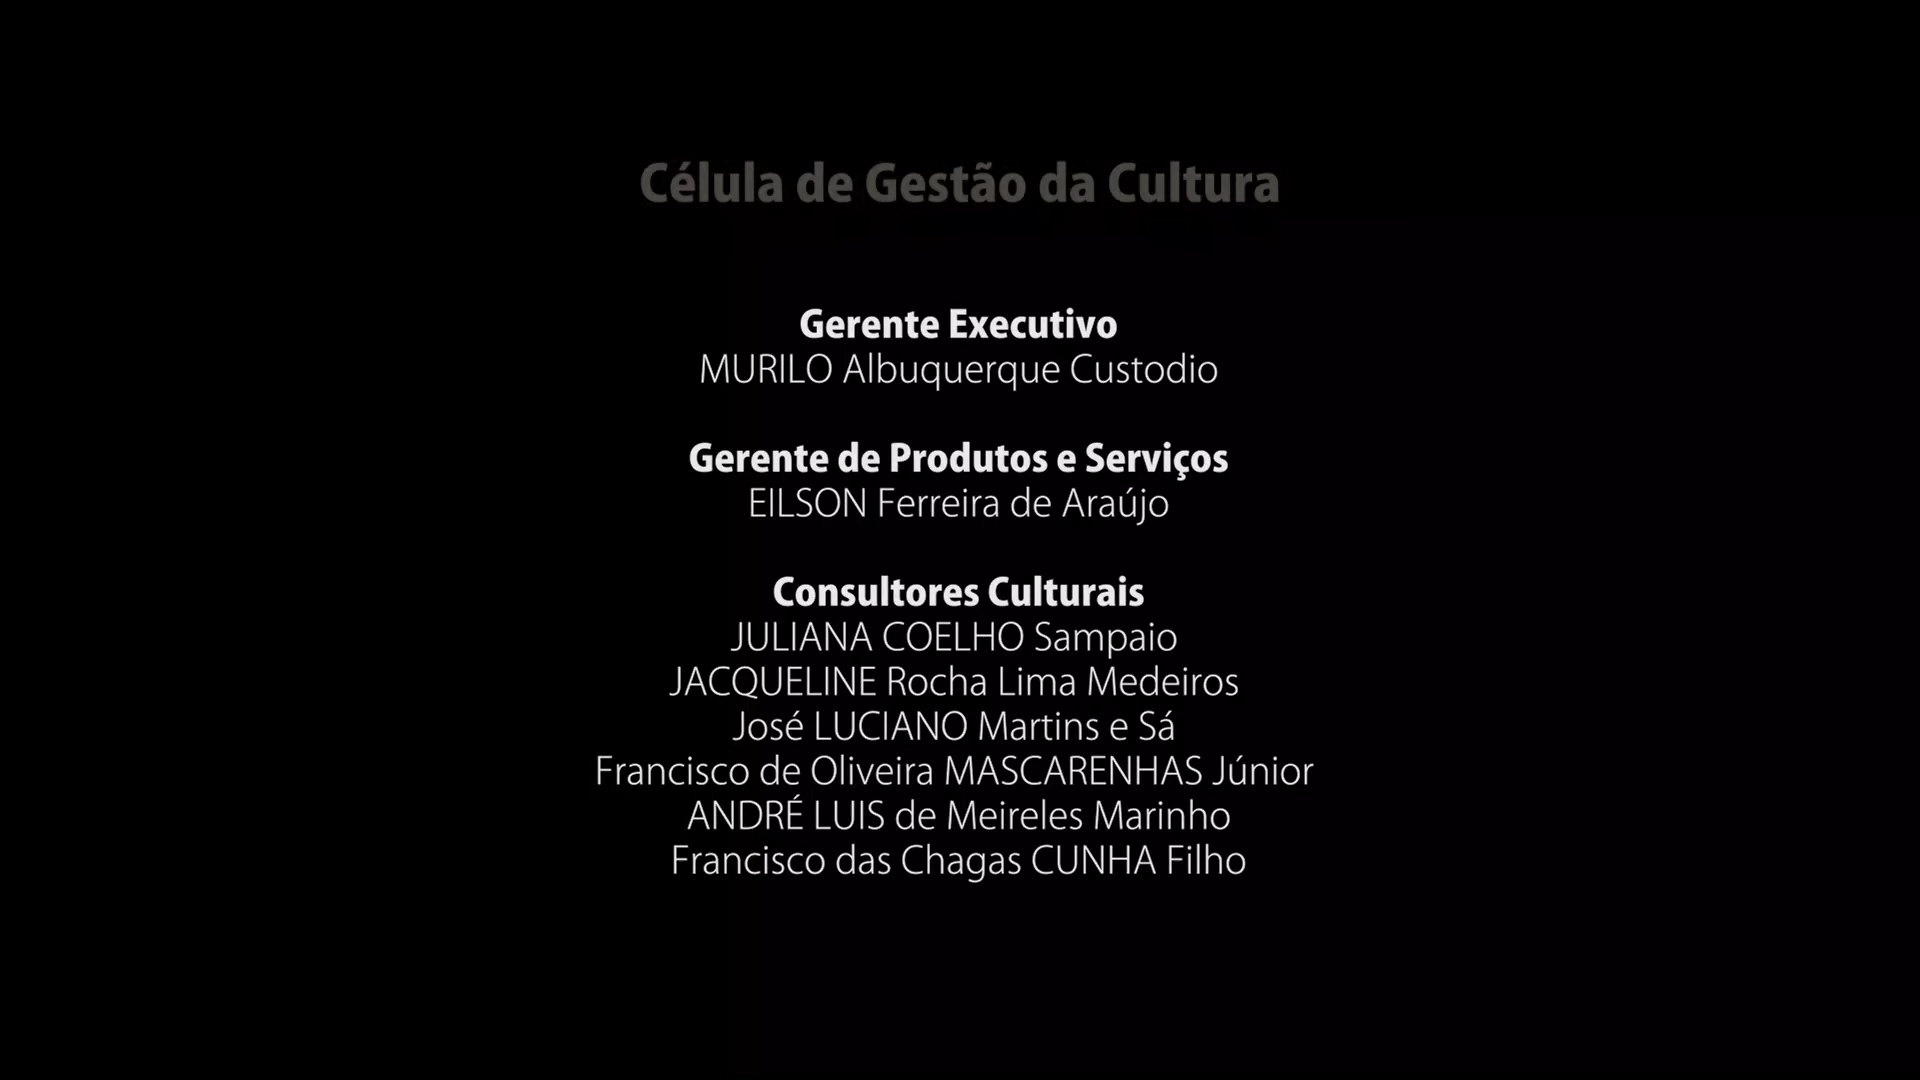 Célula de Gestão da Cultura
Gerente Executivo
MURILO Albuquerque Custodio
Gerente de Produtos e Serviços
EILSON Ferreira de Araújo
Consultores Culturais
JULIANA COELHO Sampaio
JACQUELINE Rocha Lima Medeiros
José LUCIANO Martins e Sá
Francisco de Oliveira MASCARENHAS Júnior
ANDRÉ LUIS de Meireles Marinho
Francisco das Chagas CUNHA Filho